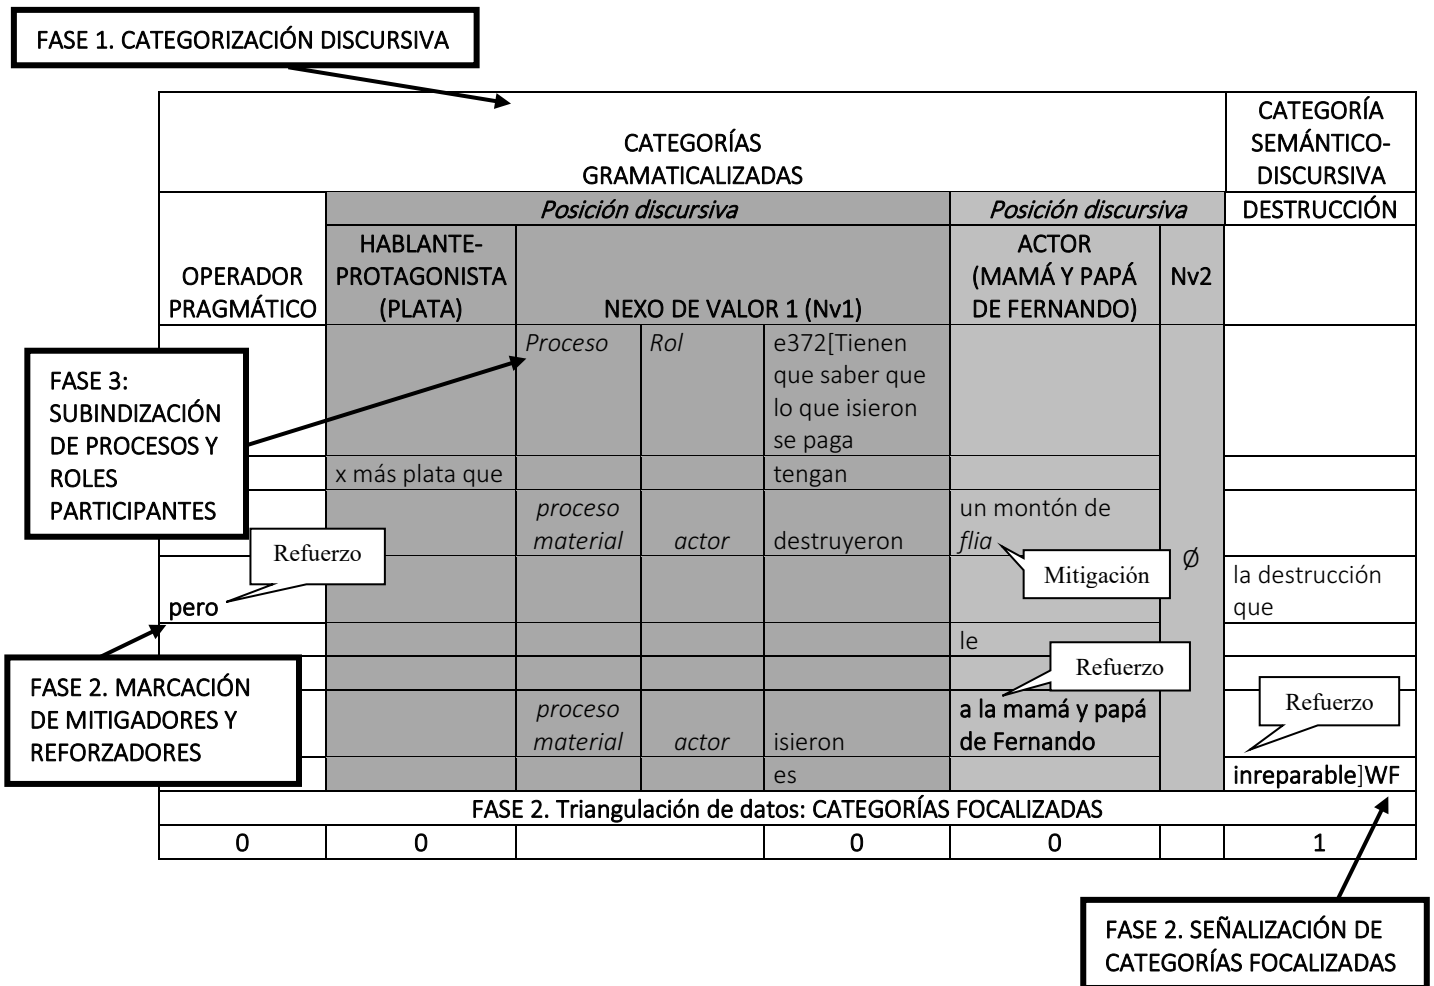 FASE 1. CATEGORIZACIÓN DISCURSIVA
CATEGORÍAS
GRAMATICALIZADAS
CATEGORÍA
SEMÁNTICO-
DISCURSIVA
Posición discursiva
Posición discursiva
DESTRUCCIÓN
OPERADOR
PRAGMÁTICO
HABLANTE-
PROTAGONISTA
(PLATA)
NEXO DE VALOR 1 (Nv1)
ACTOR
(MAMÁ Y PAPÁ
DE FERNANDO)
Nv2
Proceso
Rol
e372[Tienen
que saber que
lo que isieron
se paga
FASE 3:
SUBINDIZACIÓN
DE PROCESOS Y
ROLES
PARTICIPANTES
x más plata que
tengan
proceso
material
actor
destruyeron
un montón de
flia
Mitigación
Ø
Refuerzo
pero
la destrucción
que
le
Refuerzo
FASE 2. MARCACIÓN
DE MITIGADORES Y
REFORZADORES
proceso
material
actor
isieron
a la mamá y papá
de Fernando
Refuerzo
es
inreparable]WF
FASE 2. Triangulación de datos: CATEGORÍAS FOCALIZADAS
0 0 0 0 1
FASE 2. SEÑALIZACIÓN DE
CATEGORÍAS FOCALIZADAS